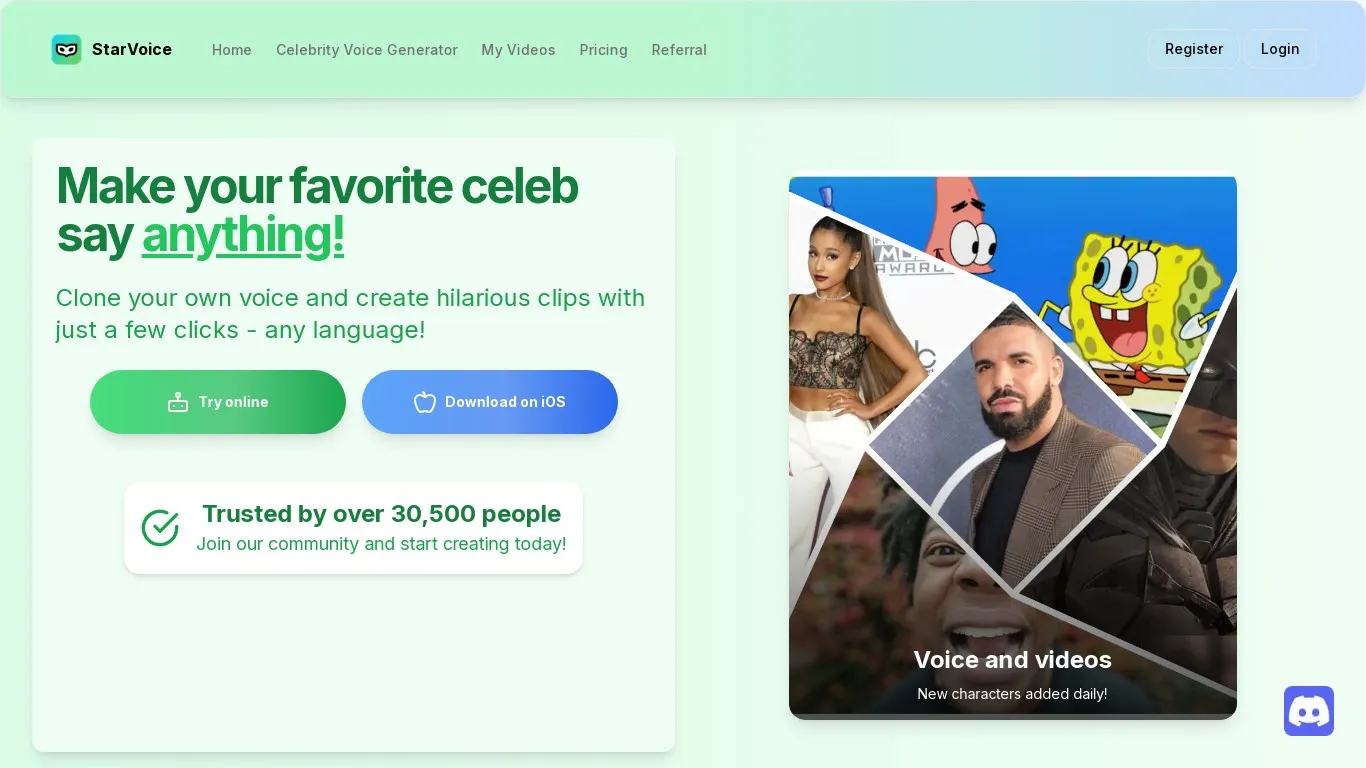 StarVoice
Home
Celebrity Voice Generator
My Videos
Pricing
Referral
Register
Login
Make your favorite celeb
say anything!
Clone your own voice and create hilarious clips with
just a few clicks - any language!
Try online
Download on iOS
Trusted by over 30,500 people
Join our community and start creating today!
AWARD
Voice and videos
New characters added daily!